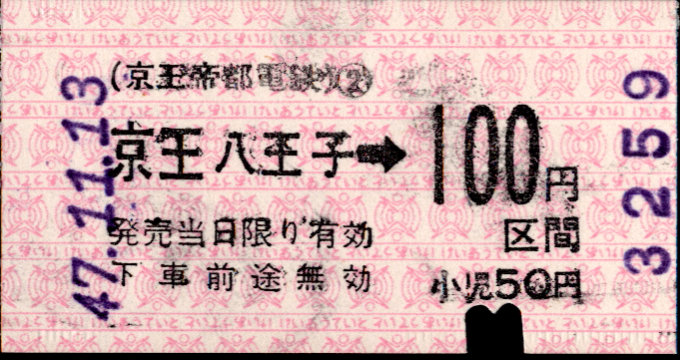 (京王帝都電鉄)②
京王八王子➡100円
区間
発売当日限り有効
下車前途無効
小児50円
47.11.13
3259